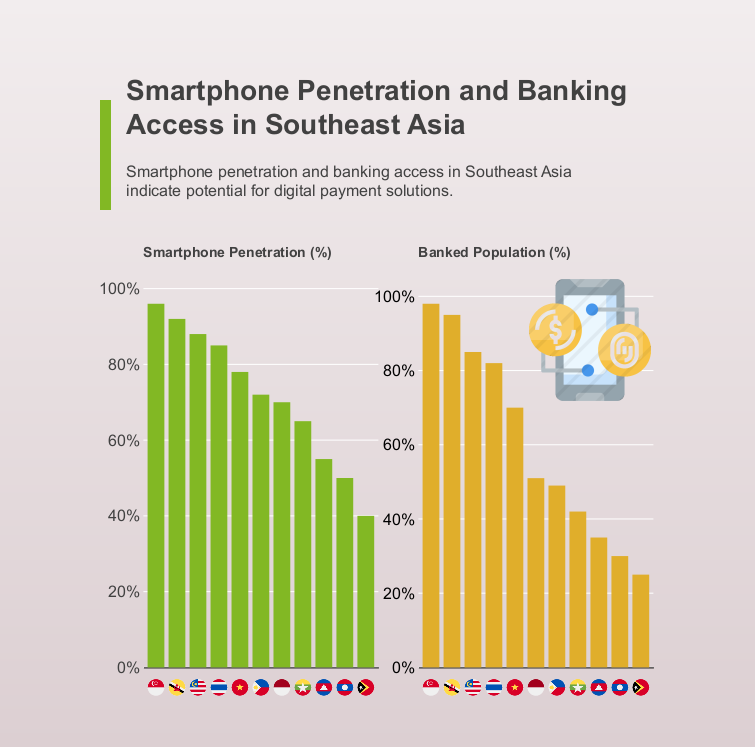 Smartphone Penetration and Banking
Access in Southeast Asia
Smartphone penetration and banking access in Southeast Asia
indicate potential for digital payment solutions.
Smartphone Penetration (%)
100%
80%
60%
40%
20%
0%
Banked Population (%)
100%
80%
60%
40%
20%
0%
$